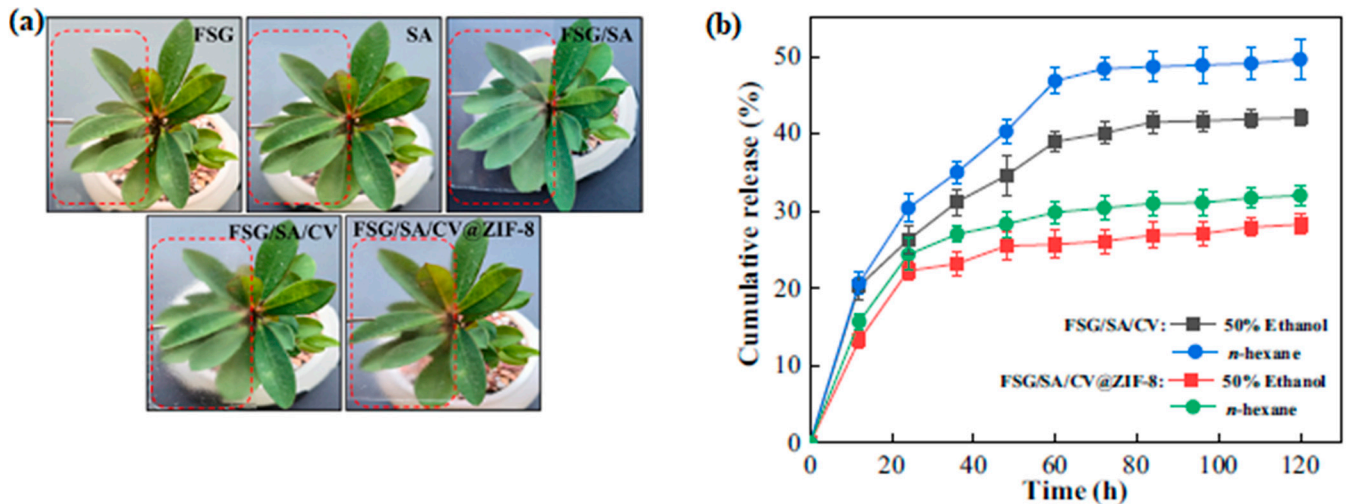 (a)
FSG
SA
FSG/SA
FSG/SA/CV
FSG/SA/CV@ZIF-8
(b)
Cumulative release (%)
50
40
30
20
10
0
FSG/SA/CV: 50% Ethanol
n-hexane
FSG/SA/CV@ZIF-8: 50% Ethanol
n-hexane
0 20 40 60 80 100 120
Time (h)